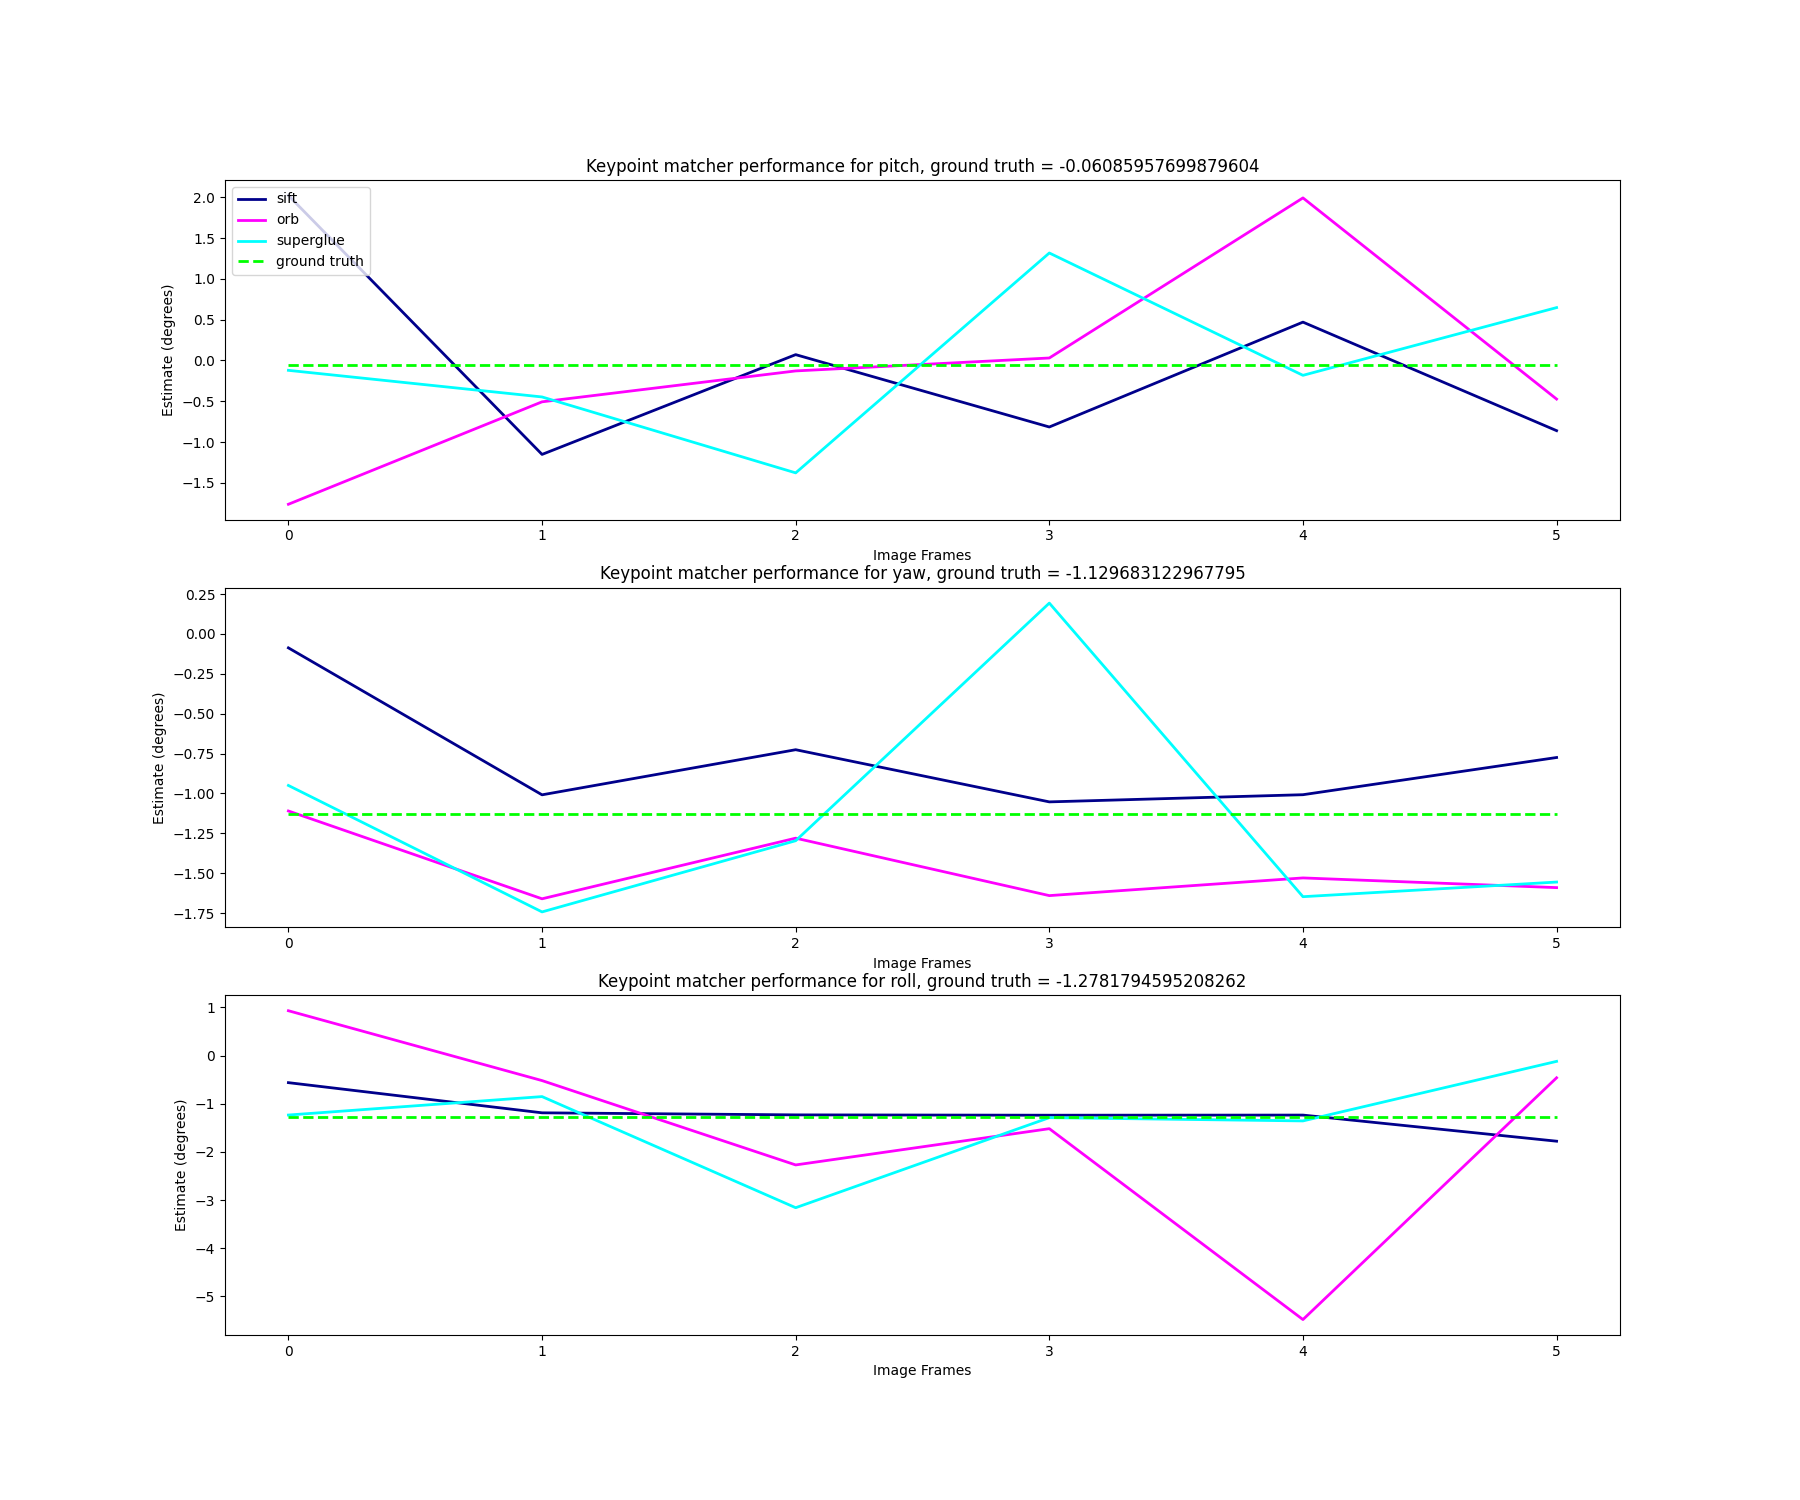 Keypoint matcher performance for pitch, ground truth = -0.06085957699879604
sift
orb
superglue
ground truth
2.0
1.5
1.0
0.5
0.0
−0.5
−1.0
−1.5
Estimate (degrees)
0 1 2 3 4 5
Image Frames
Keypoint matcher performance for yaw, ground truth = -1.129683122967795
0.25
0.00
−0.25
−0.50
−0.75
−1.00
−1.25
−1.50
−1.75
Estimate (degrees)
0 1 2 3 4 5
Image Frames
Keypoint matcher performance for roll, ground truth = -1.2781794595208262
1
0
−1
−2
−3
−4
−5
Estimate (degrees)
0 1 2 3 4 5
Image Frames